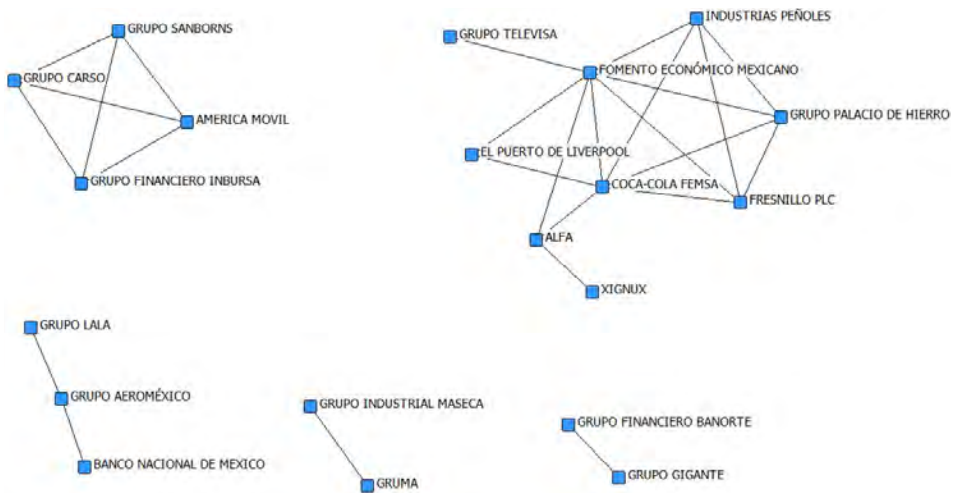 GRUPO SANBORNS
GRUPO CARSO
AMERICA MOVIL
GRUPO FINANCIERO INBURSA
INDUSTRIAS PEÑOLES
GRUPO TELEVISA
FOMENTO ECONÓMICO MEXICANO
GRUPO PALACIO DE HIERRO
EL PUERTO DE LIVERPOOL
COCA-COLA FEMSA
FRESNILLO PLC
ALFA
XIGNUX
GRUPO LALA
GRUPO AEROMÉXICO
BANCO NACIONAL DE MEXICO
GRUPO INDUSTRIAL MASECA
GRUMA
GRUPO FINANCIERO BANORTE
GRUPO GIGANTE